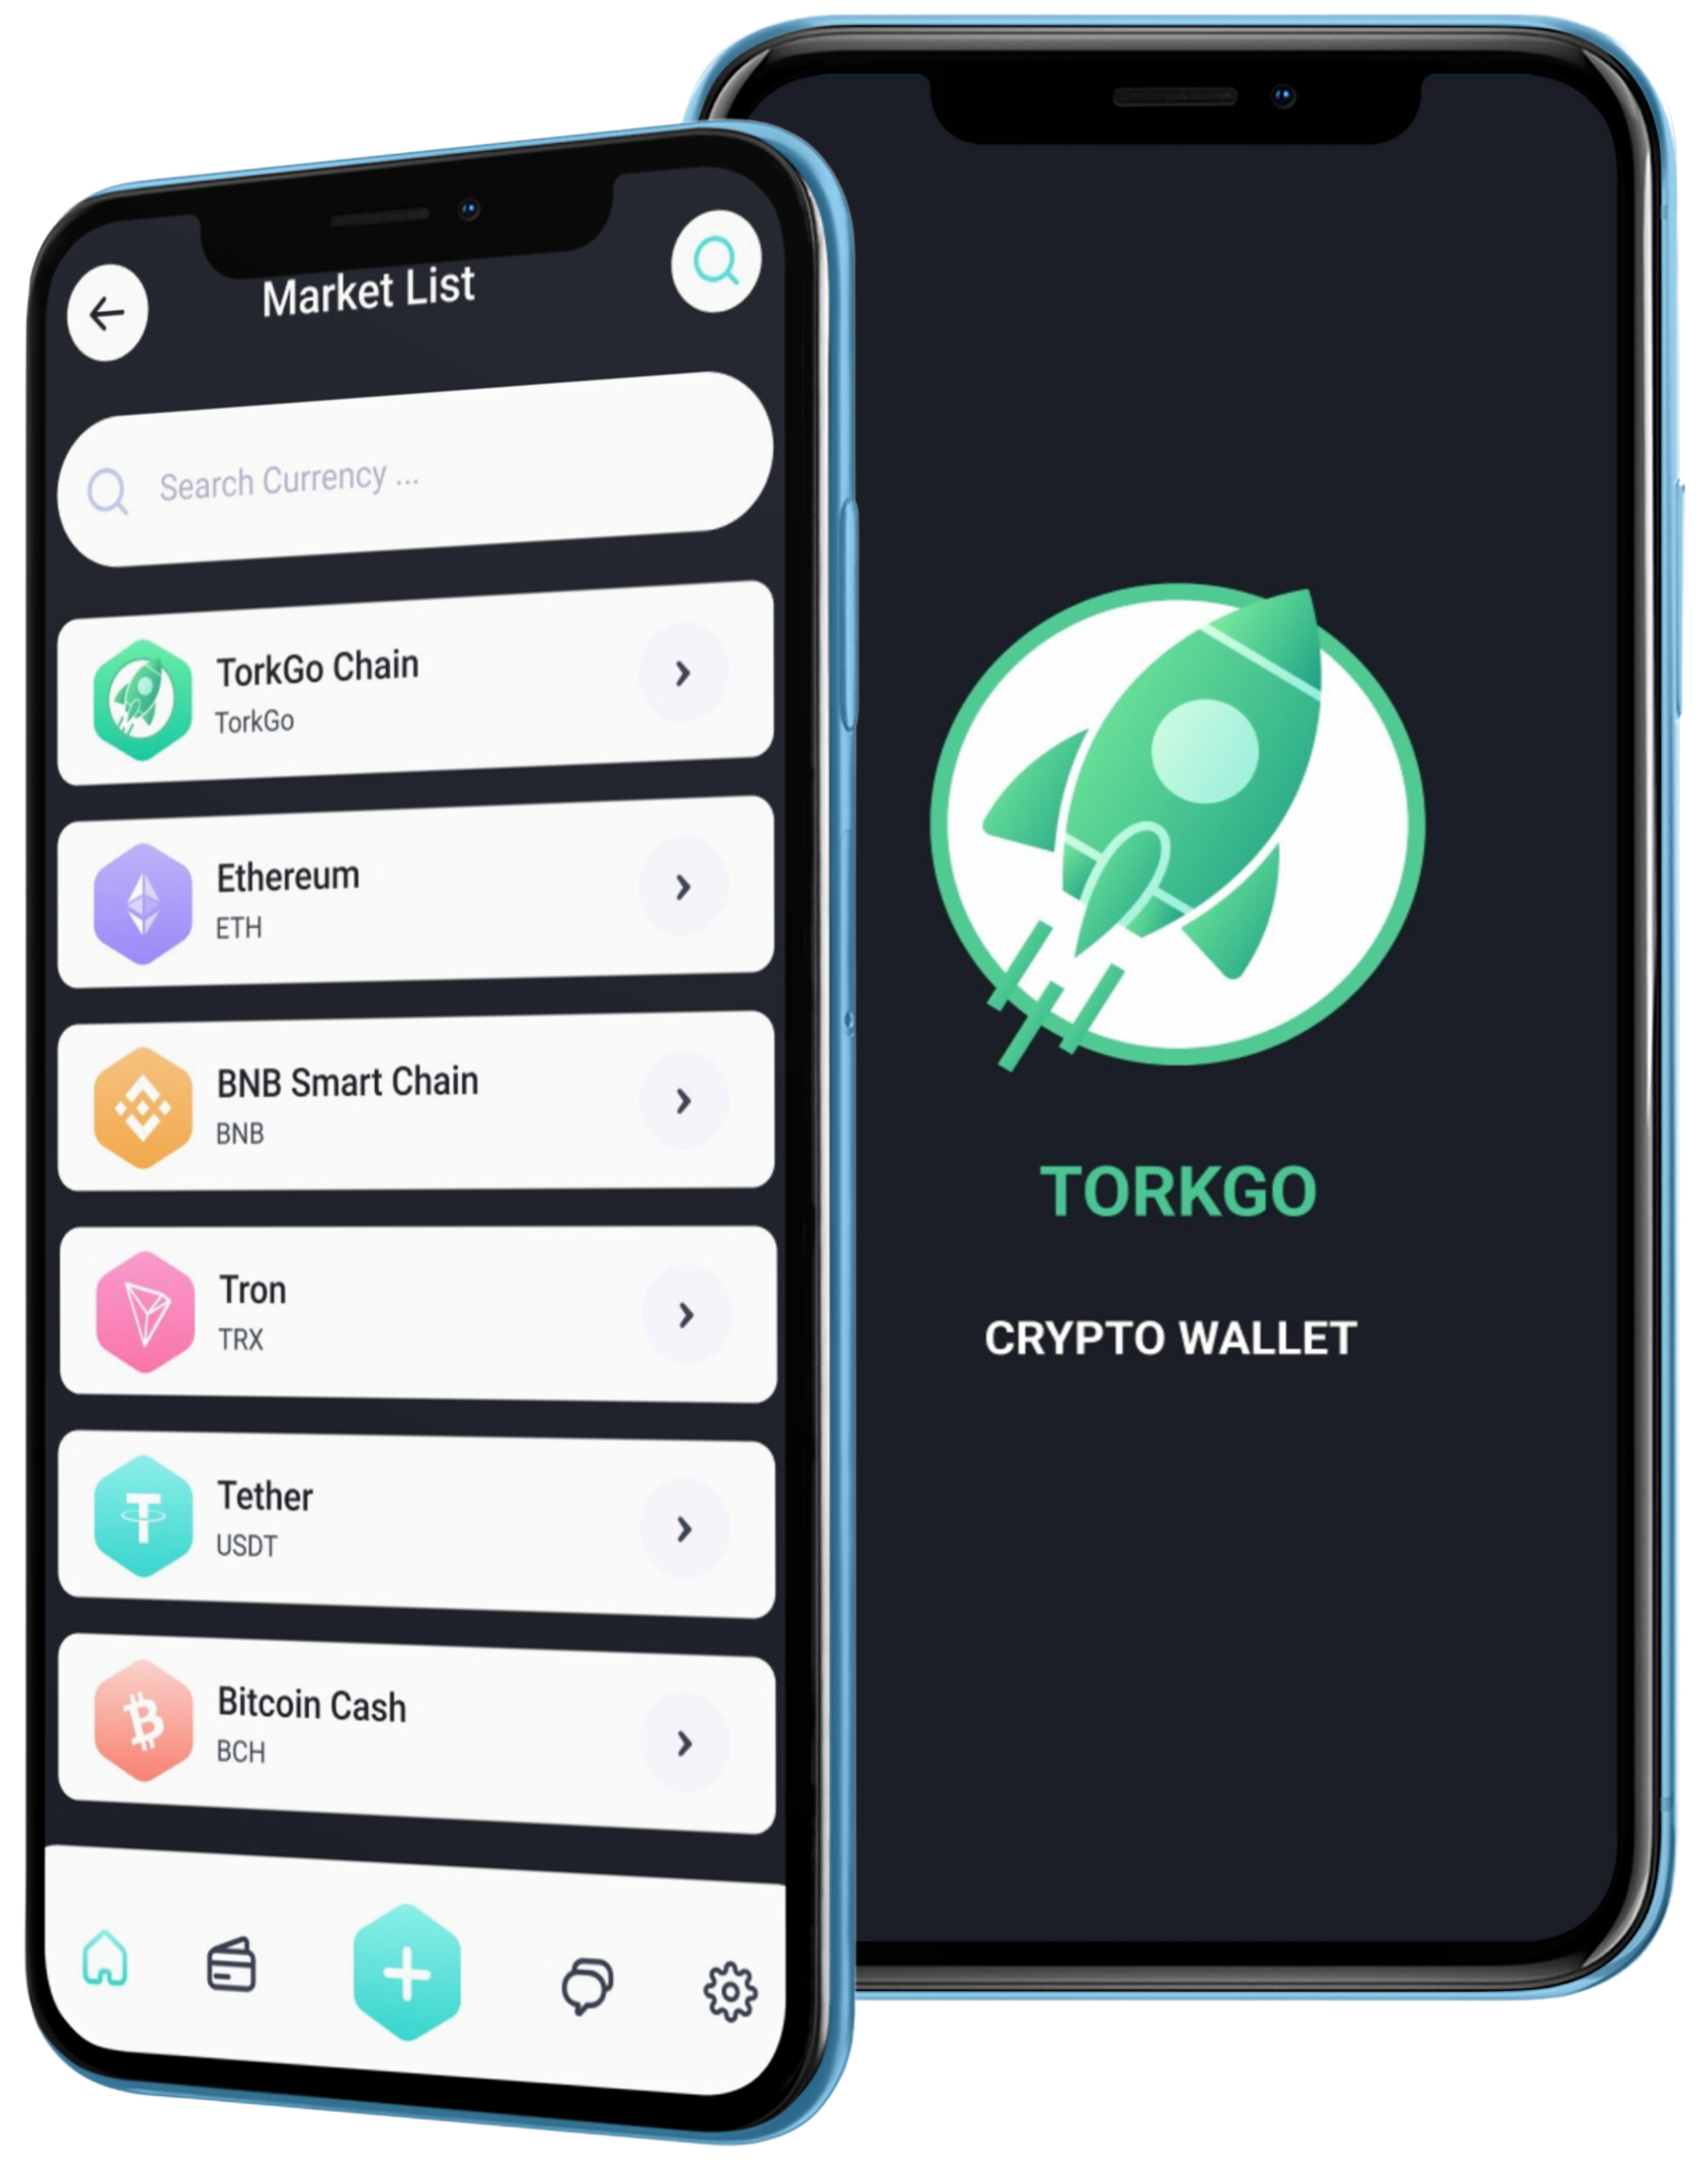 Market List
Search Currency ...
TorkGo Chain
TorkGo
Ethereum
ETH
BNB Smart Chain
BNB
Tron
TRX
Tether
USDT
Bitcoin Cash
BCH
TORKGO
CRYPTO WALLET